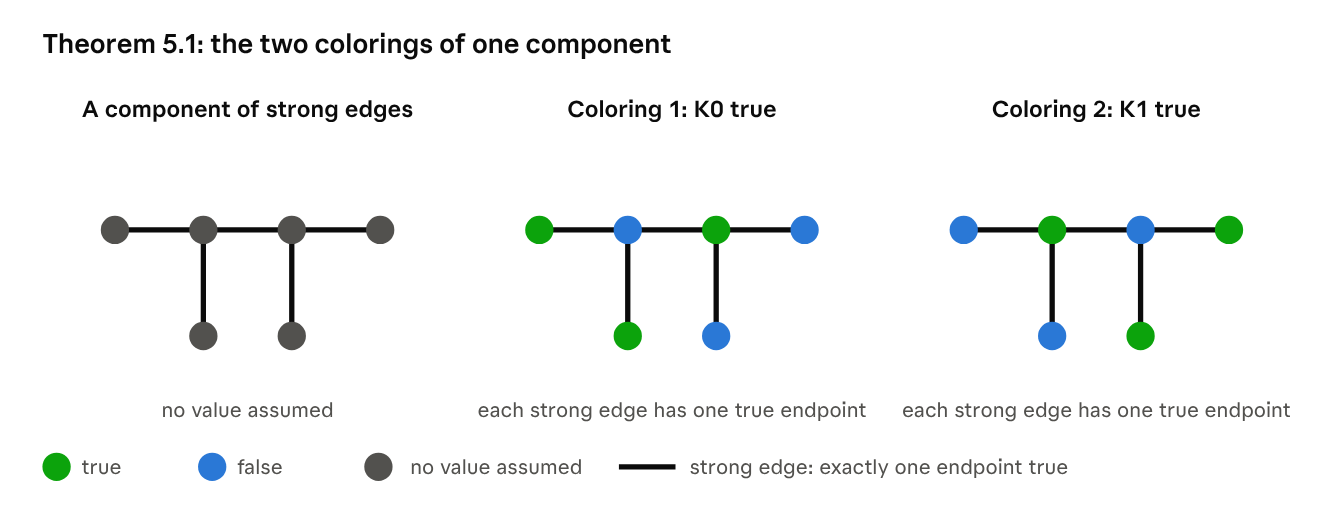 Theorem 5.1: the two colorings of one component
A component of strong edges
Coloring 1: K0 true
Coloring 2: K1 true
no value assumed
each strong edge has one true endpoint
each strong edge has one true endpoint
true
false
no value assumed
strong edge: exactly one endpoint true